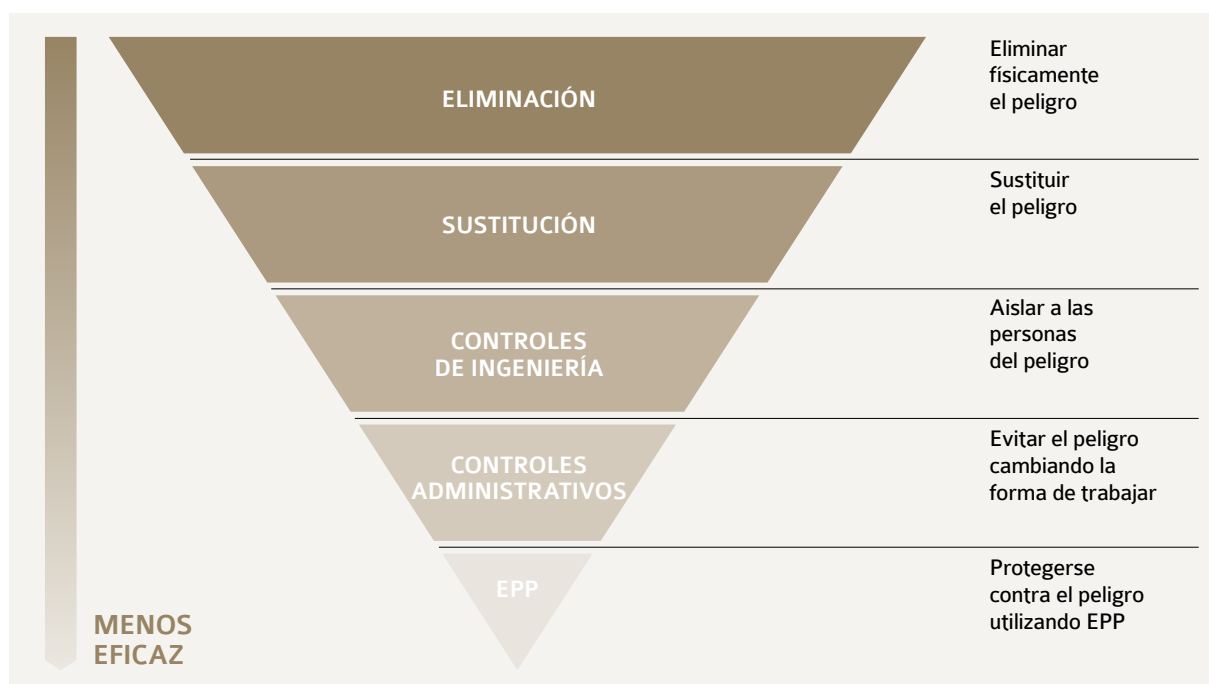 ELIMINACIÓN
Eliminar
físicamente
el peligro
SUSTITUCIÓN
Sustituir
el peligro
CONTROLES
DE INGENIERÍA
Aislar a las
personas
del peligro
CONTROLES
ADMINISTRATIVOS
Evitar el peligro
cambiando la
forma de trabajar
EPP
Protegerse
contra el peligro
utilizando EPP
MENOS
EFICAZ